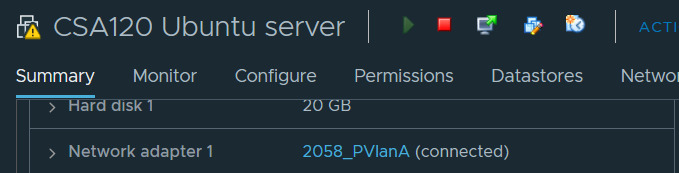 CSA120 Ubuntu server ACTI
Summary Monitor Configure Permissions Datastores Netwo
Hard disk 1 20 GB
Network adapter 1 2058_PVlanA (connected)